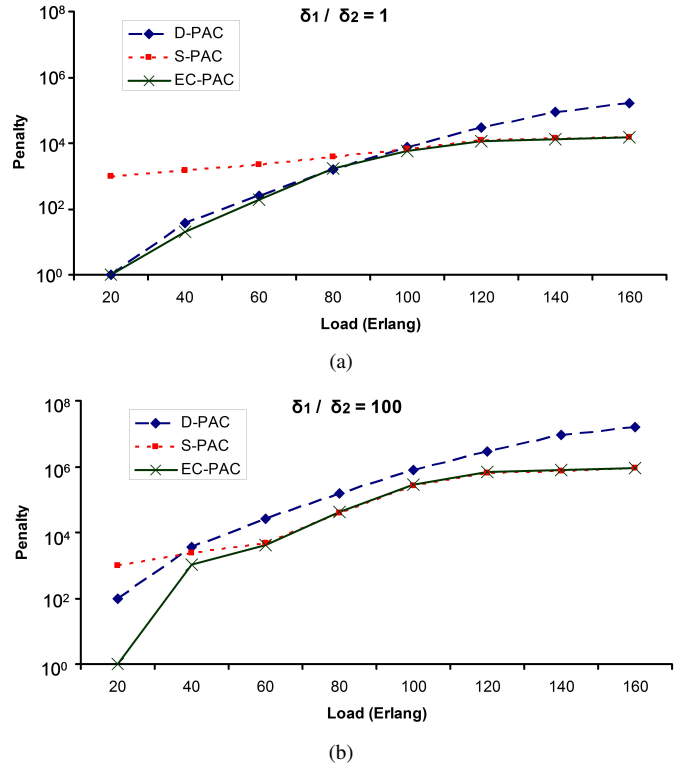 δ1 / δ2 = 1
D-PAC
S-PAC
EC-PAC
Penalty
10^8
10^6
10^4
10^2
10^0
20 40 60 80 100 120 140 160
Load (Erlang)
(a)
δ1 / δ2 = 100
D-PAC
S-PAC
EC-PAC
Penalty
10^8
10^6
10^4
10^2
10^0
20 40 60 80 100 120 140 160
Load (Erlang)
(b)